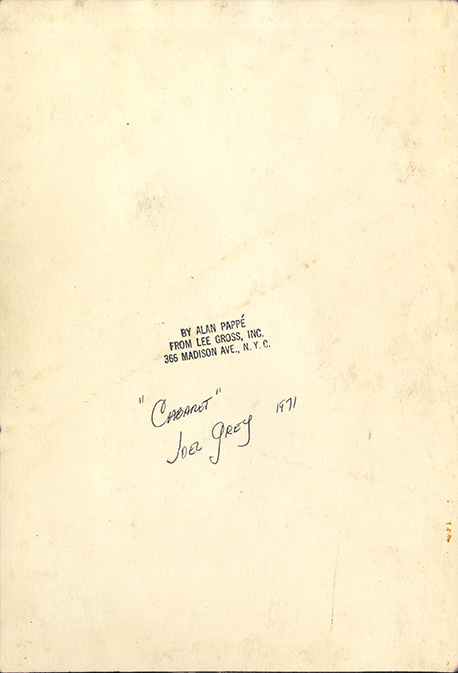 BY ALAN PAPPÉ
FROM LEE GROSS, INC.
366 MADISON AVE., N.Y.C.
"CABARET" 1971
JOEL GREY